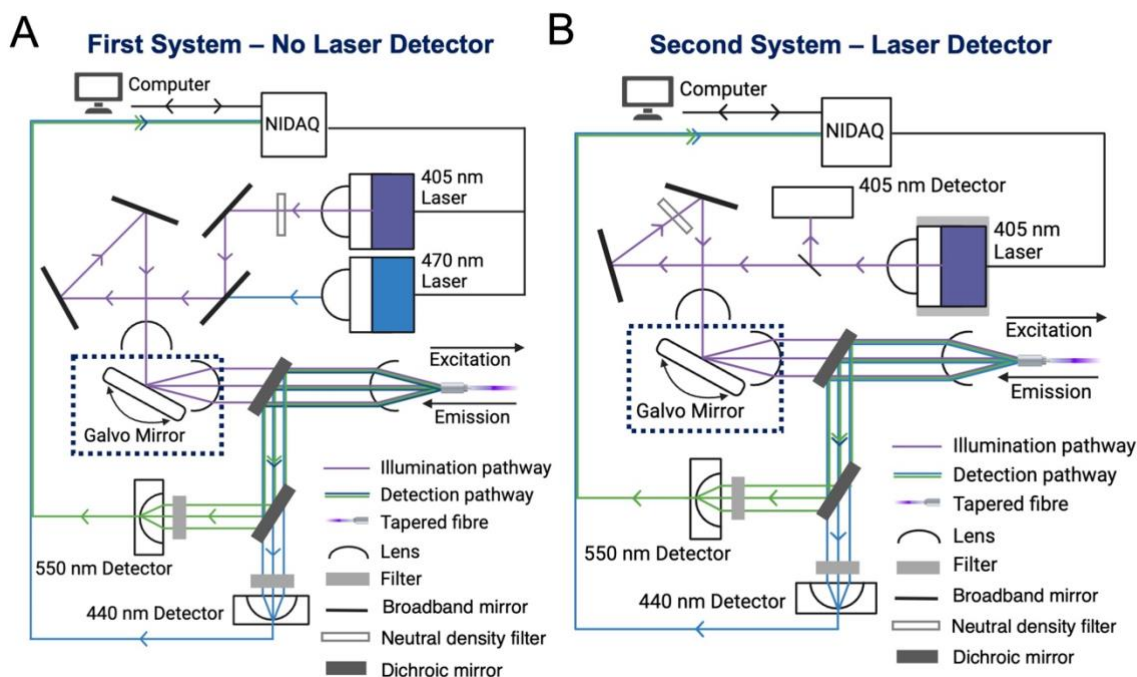 A
First System – No Laser Detector
Computer
NIDAQ
405 nm
Laser
470 nm
Laser
Excitation
Emission
Galvo Mirror
550 nm Detector
440 nm Detector
Illumination pathway
Detection pathway
Tapered fibre
Lens
Filter
Broadband mirror
Neutral density filter
Dichroic mirror
B
Second System – Laser Detector
Computer
NIDAQ
405 nm Detector
405 nm
Laser
Excitation
Emission
Galvo Mirror
550 nm Detector
440 nm Detector
Illumination pathway
Detection pathway
Tapered fibre
Lens
Filter
Broadband mirror
Neutral density filter
Dichroic mirror